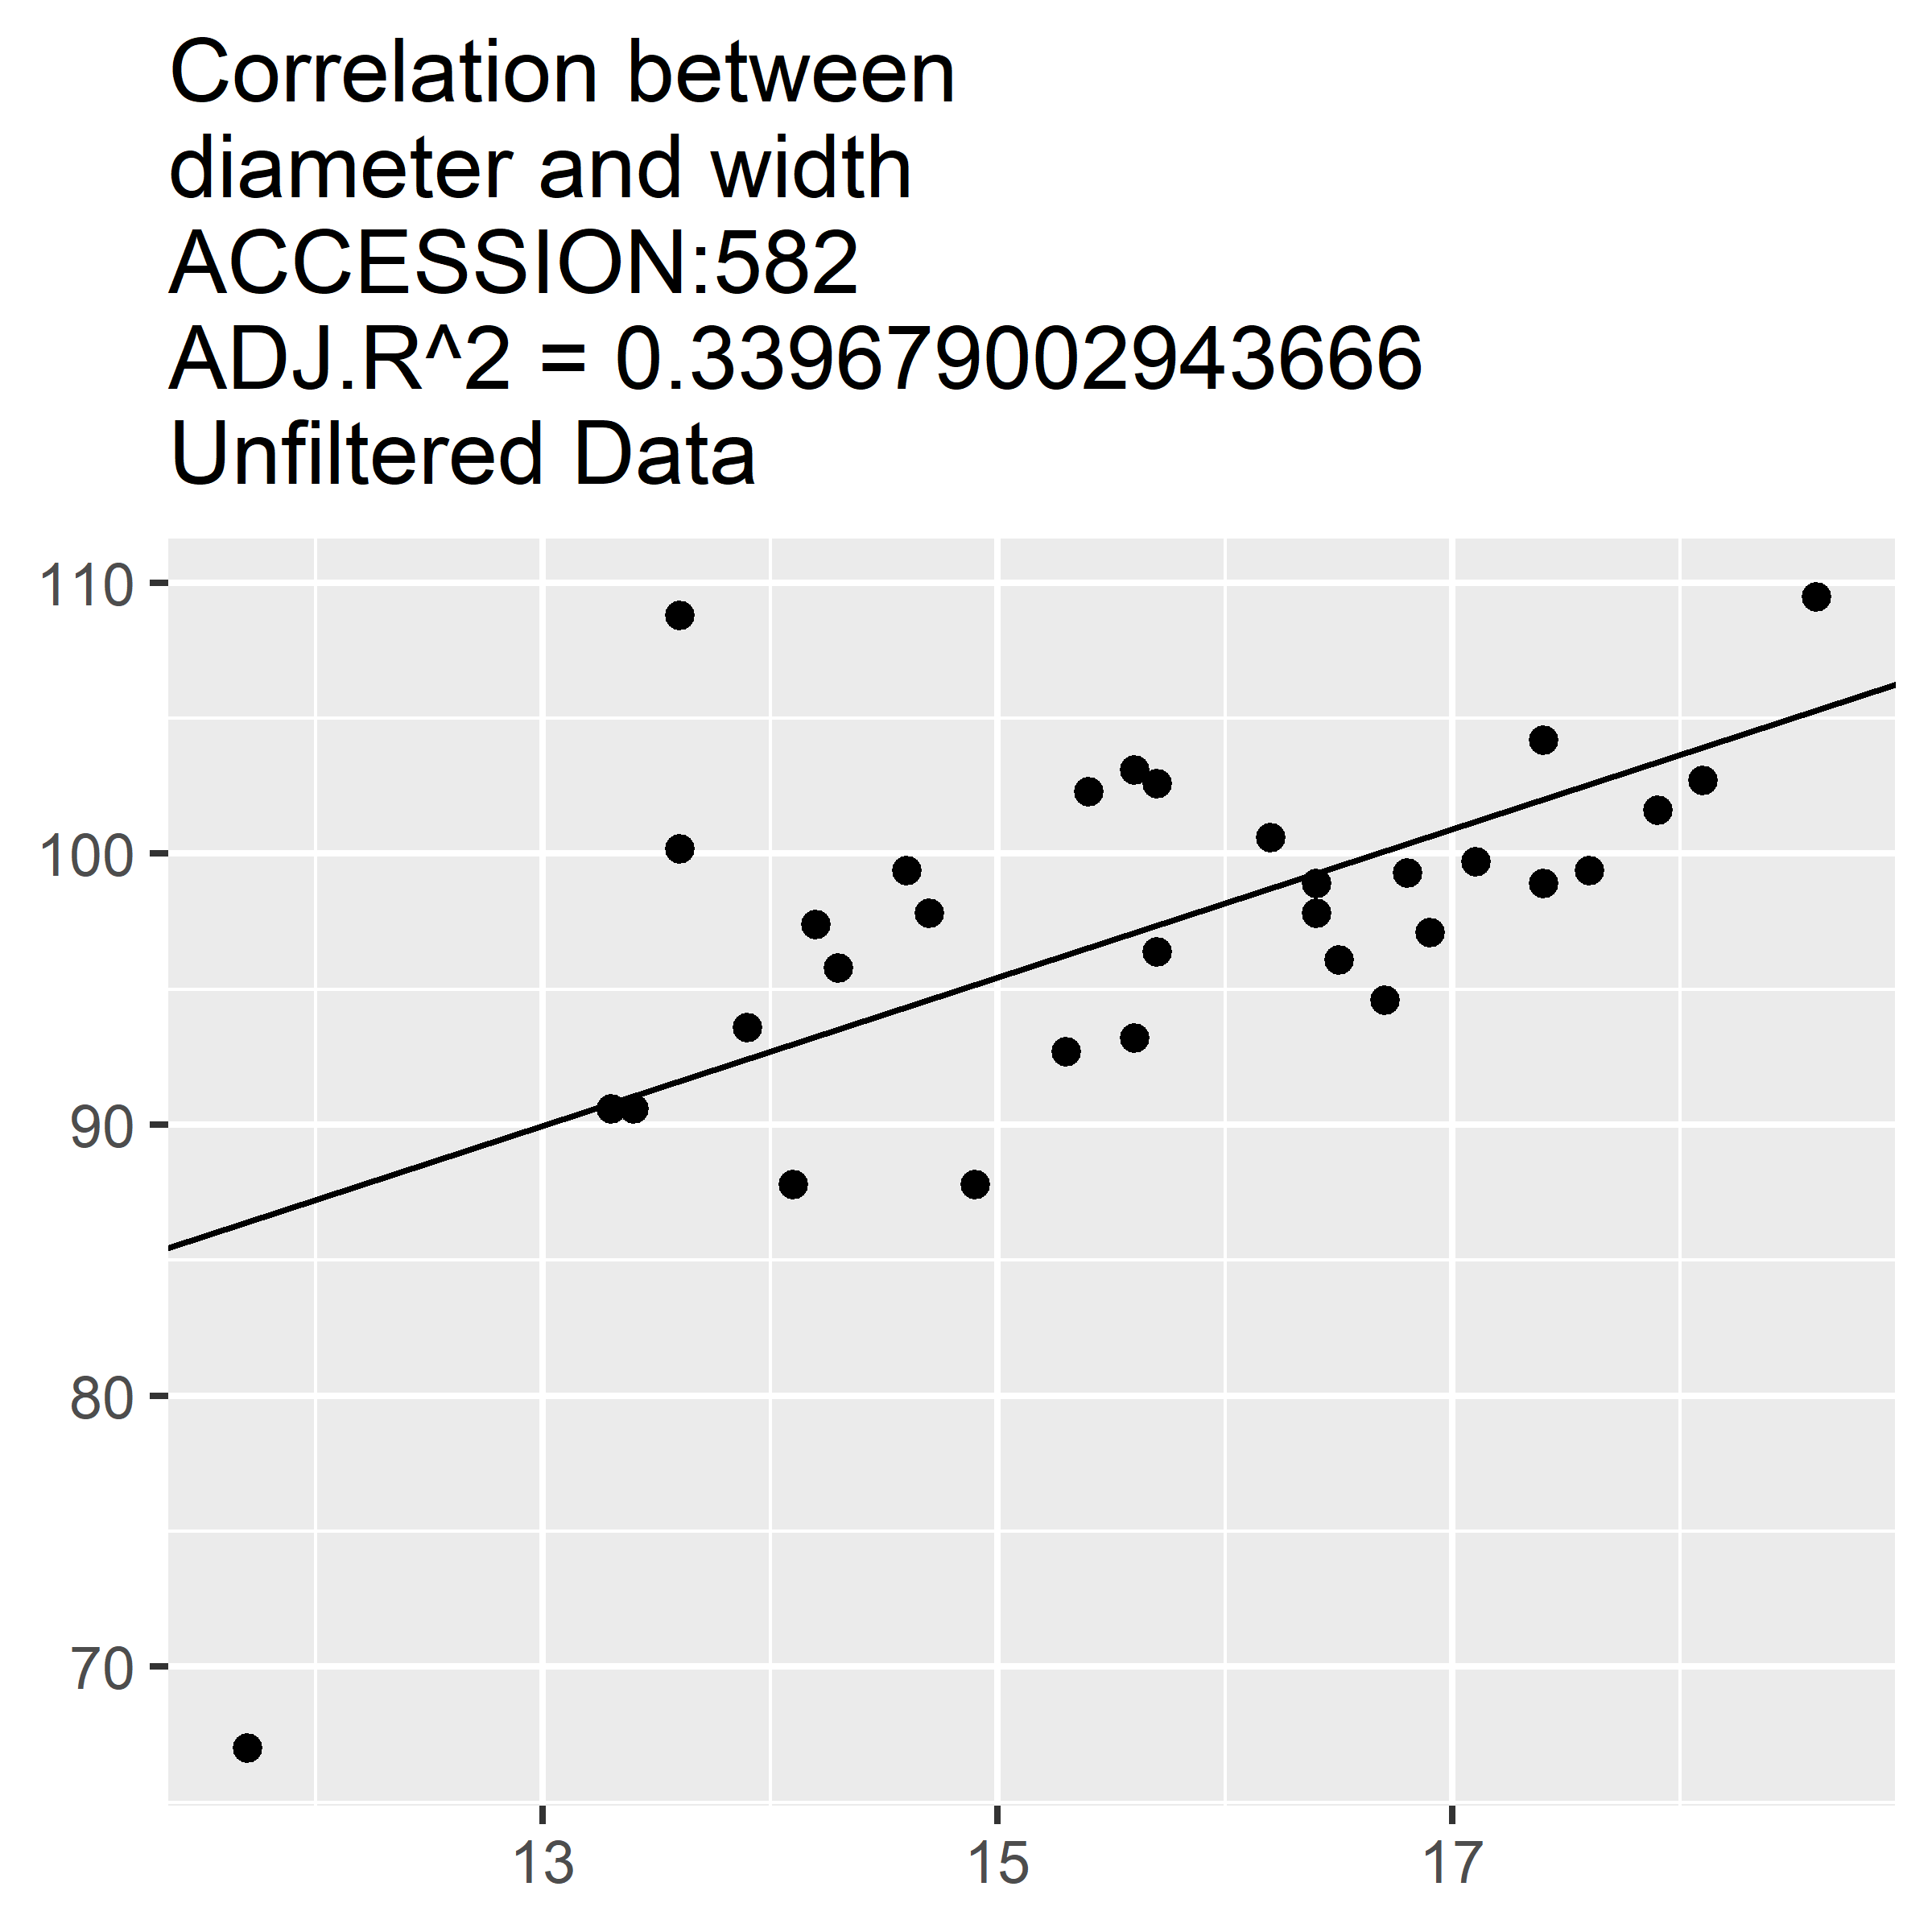 Correlation between
diameter and width
ACCESSION:582
ADJ.R^2 = 0.339679002943666
Unfiltered Data
110
100
90
80
70
13
15
17